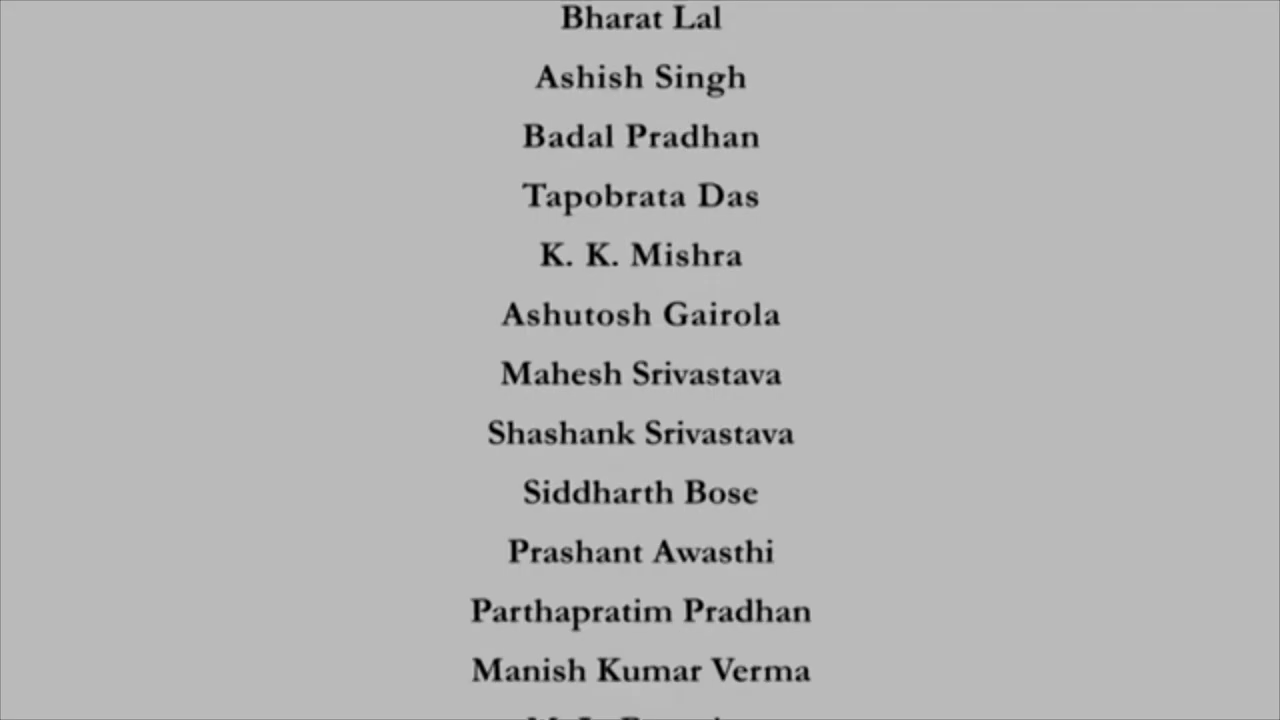 Bharat Lal
Ashish Singh
Badal Pradhan
Tapobrata Das
K. K. Mishra
Ashutosh Gairola
Mahesh Srivastava
Shashank Srivastava
Siddharth Bose
Prashant Awasthi
Parthapratim Pradhan
Manish Kumar Verma